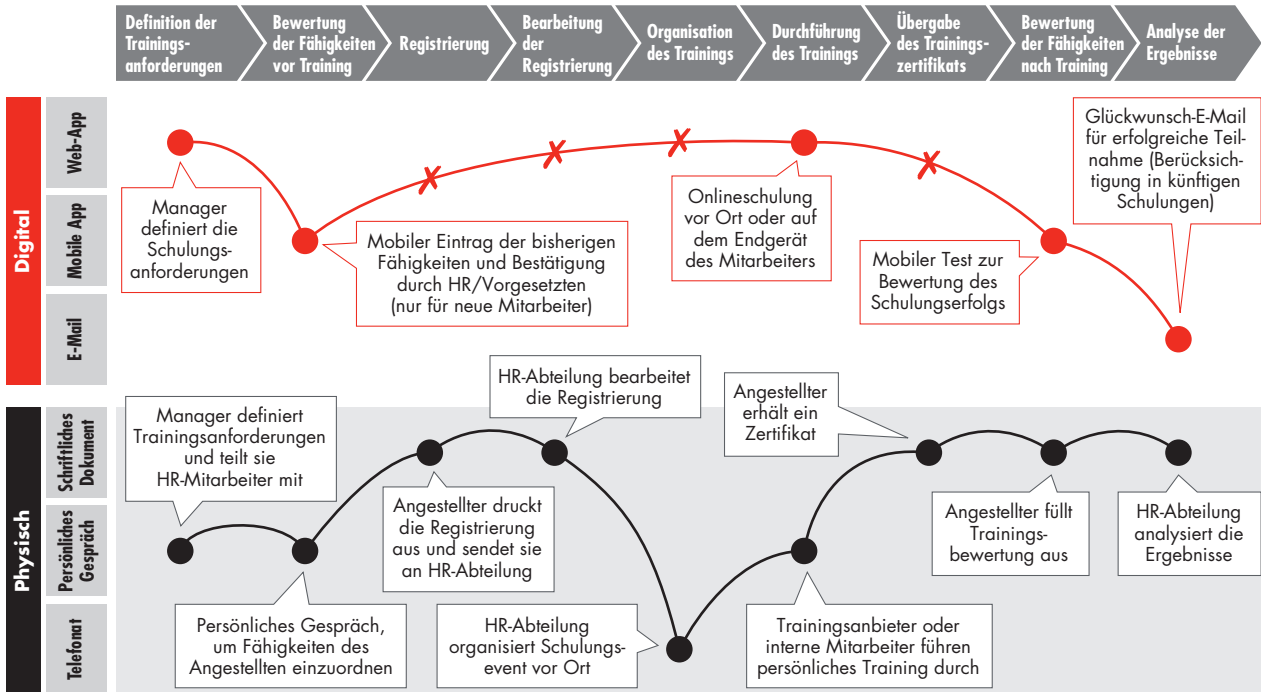 Definition der
Trainings-
anforderungen
Bewertung
der Fähigkeiten
vor Training
Registrierung
Bearbeitung
der
Registrierung
Organisation
des Trainings
Durchführung
des Trainings
Übergabe
des Trainings-
zertifikats
Bewertung
der Fähigkeiten
nach Training
Analyse der
Ergebnisse
Digital
Web-App
Mobile App
E-Mail
Manager
definiert die
Schulungs-
anforderungen
Mobiler Eintrag der bisherigen
Fähigkeiten und Bestätigung
durch HR/Vorgesetzten
(nur für neue Mitarbeiter)
Onlineschulung
vor Ort oder auf
dem Endgerät
des Mitarbeiters
Mobiler Test zur
Bewertung des
Schulungserfolgs
Glückwunsch-E-Mail
für erfolgreiche Teil-
nahme (Berücksich-
tigung in künftigen
Schulungen)
Physisch
Schriftliches
Dokument
Persönliches
Gespräch
Telefonat
Manager definiert
Trainingsanforderungen
und teilt sie
HR-Mitarbeiter mit
Persönliches Gespräch,
um Fähigkeiten des
Angestellten einzuordnen
Angestellter druckt
die Registrierung
aus und sendet sie
an HR-Abteilung
HR-Abteilung bearbeitet
die Registrierung
HR-Abteilung
organisiert Schulungs-
event vor Ort
Trainingsanbieter oder
interne Mitarbeiter führen
persönliches Training durch
Angestellter
erhält ein
Zertifikat
Angestellter füllt
Trainings-
bewertung aus
HR-Abteilung
analysiert die
Ergebnisse